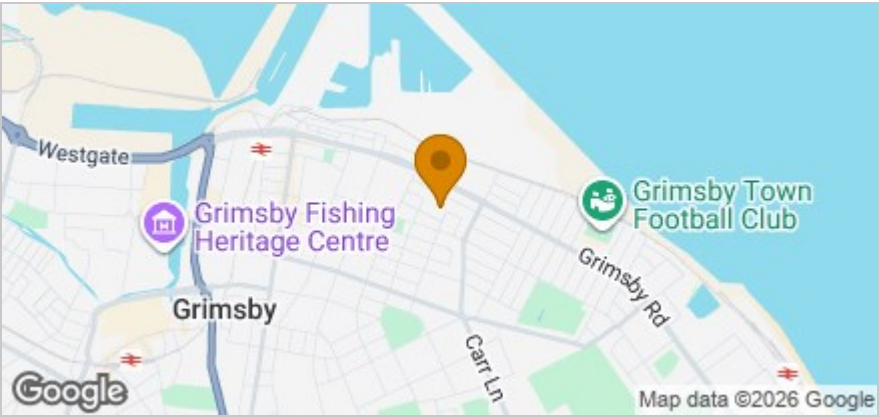 Westgate
Grimsby Fishing
Heritage Centre
Grimsby Town
Football Club
Grimsby Rd
Grimsby
Carr Ln
Google
Map data ©2026 Google